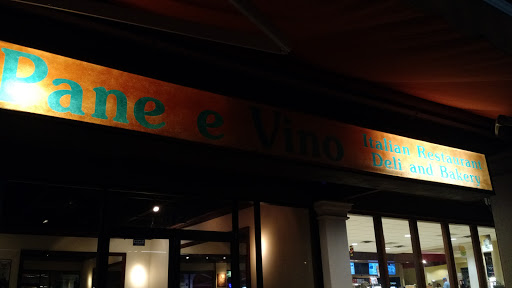 Pane e Vino
Italian Restaurant
Deli and Bakery